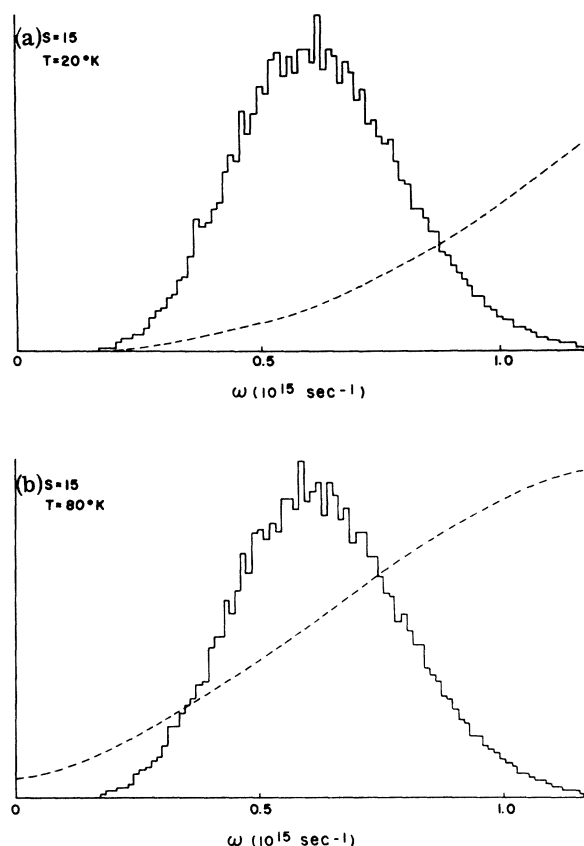 (a) S=15
T=20°K
0 0.5 1.0
ω (10¹⁵ sec⁻¹)
(b) S=15
T=80°K
0 0.5 1.0
ω (10¹⁵ sec⁻¹)